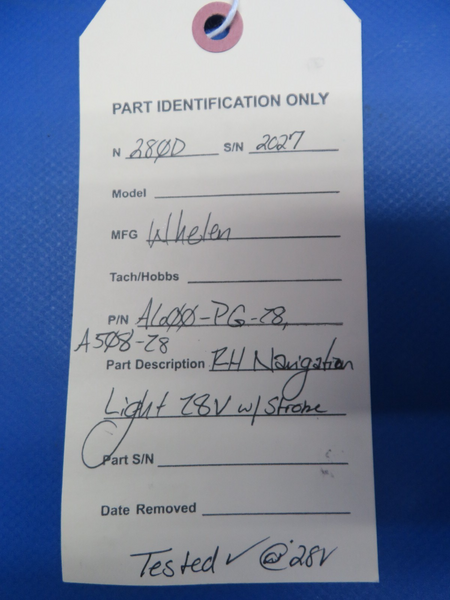 PART IDENTIFICATION ONLY
N 280D S/N 2027
Model
MFG Whelen
Tach/Hobbs
P/N A600-PG-28,
A508-28
Part Description RH Navigation
Light 28V w/ Strobe
Part S/N
Date Removed
Tested ✓ @ 28V